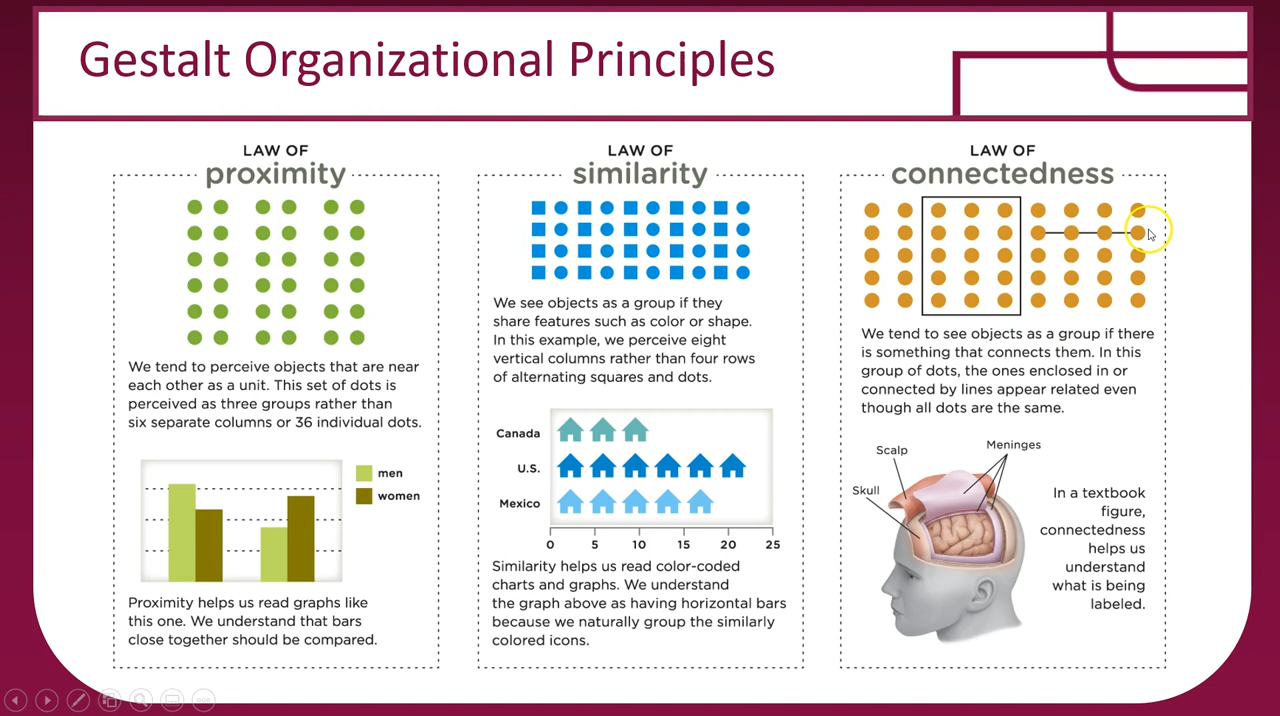 Gestalt Organizational Principles
LAW OF
proximity
We tend to perceive objects that are near
each other as a unit. This set of dots is
perceived as three groups rather than
six separate columns or 36 individual dots.
men
women
Proximity helps us read graphs like
this one. We understand that bars
close together should be compared.
LAW OF
similarity
We see objects as a group if they
share features such as color or shape.
In this example, we perceive eight
vertical columns rather than four rows
of alternating squares and dots.
Canada
U.S.
Mexico
0 5 10 15 20 25
Similarity helps us read color-coded
charts and graphs. We understand
the graph above as having horizontal bars
because we naturally group the similarly
colored icons.
LAW OF
connectedness
We tend to see objects as a group if there
is something that connects them. In this
group of dots, the ones enclosed in or
connected by lines appear related even
though all dots are the same.
Scalp
Meninges
Skull
In a textbook
figure,
connectedness
helps us
understand
what is being
labeled.